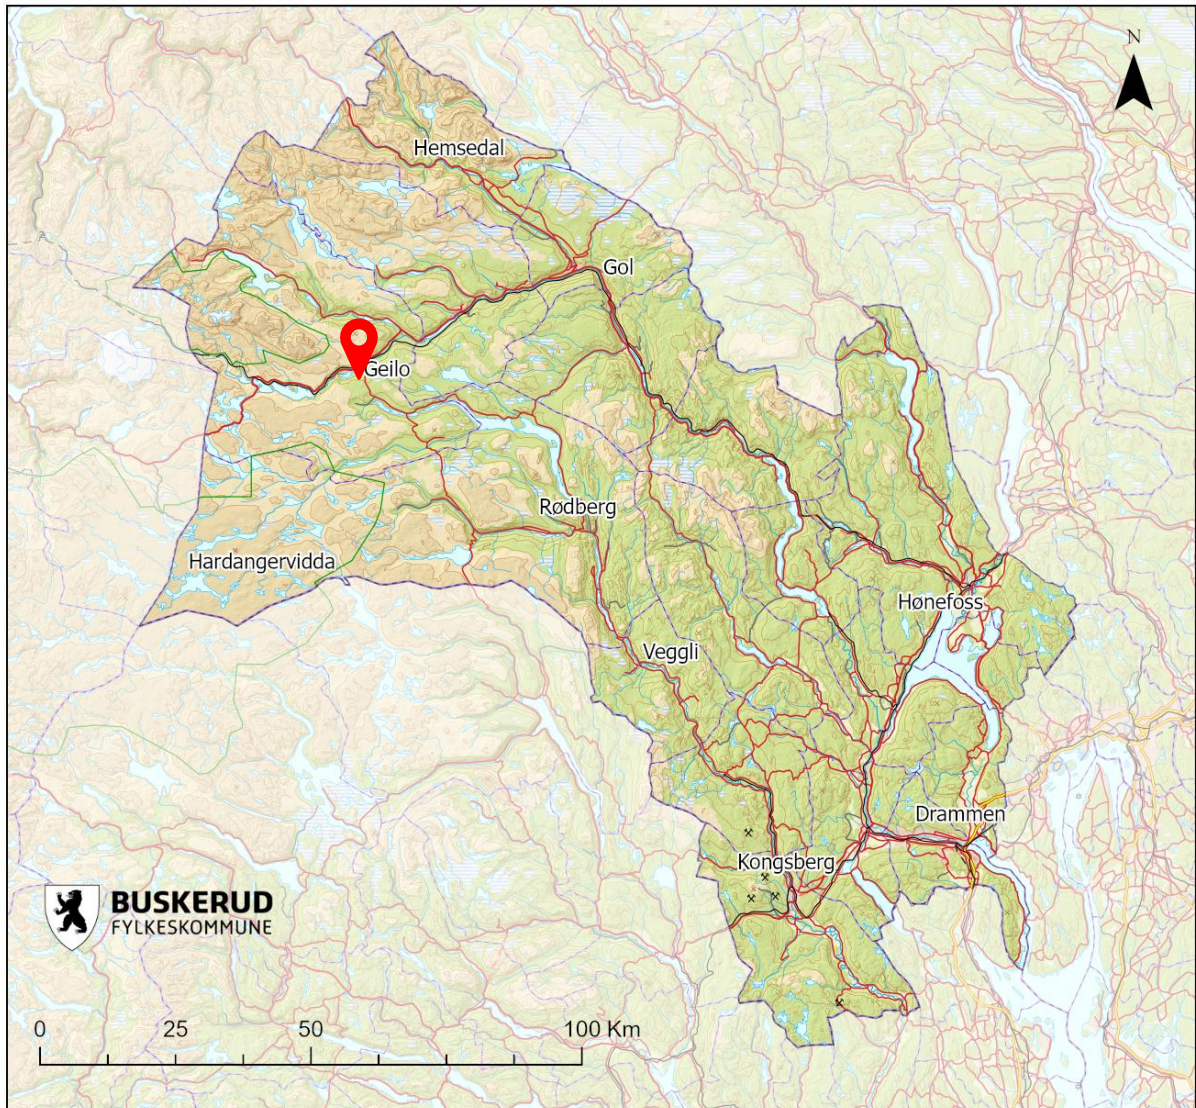 N
Hemsedal
Gol
Geilo
Rødberg
Hardangervidda
Hønefoss
Veggli
Drammen
Kongsberg
BUSKERUD
FYLKESKOMMUNE
0 25 50 100 Km